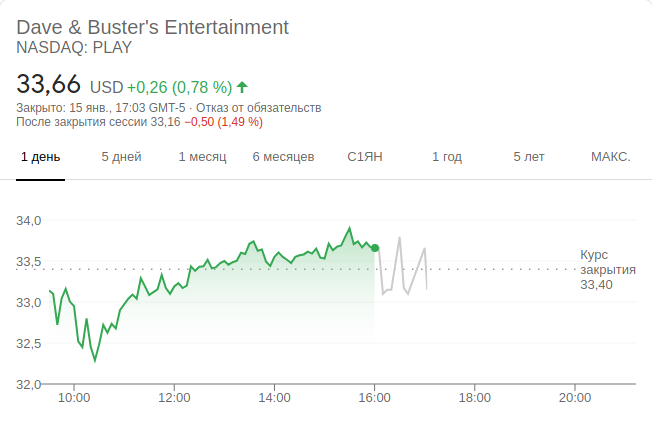 Dave & Buster's Entertainment
NASDAQ: PLAY
33,66 USD +0,26 (0,78 %)
Закрыто: 15 янв., 17:03 GMT-5 · Отказ от обязательств
После закрытия сессии 33,16 −0,50 (1,49 %)
1 день 5 дней 1 месяц 6 месяцев С1ЯН 1 год 5 лет МАКС.
34,0
33,5
33,0
32,5
32,0
Курс
закрытия
33,40
10:00 12:00 14:00 16:00 18:00 20:00